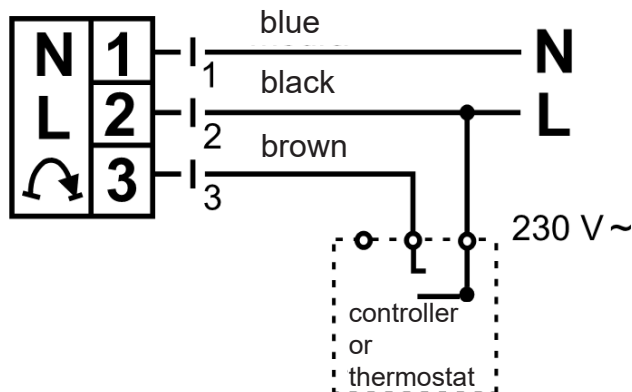 blue
N 1 N
1
black
L 2 L
2
brown
3
3
230 V ~
controller
or
thermostat